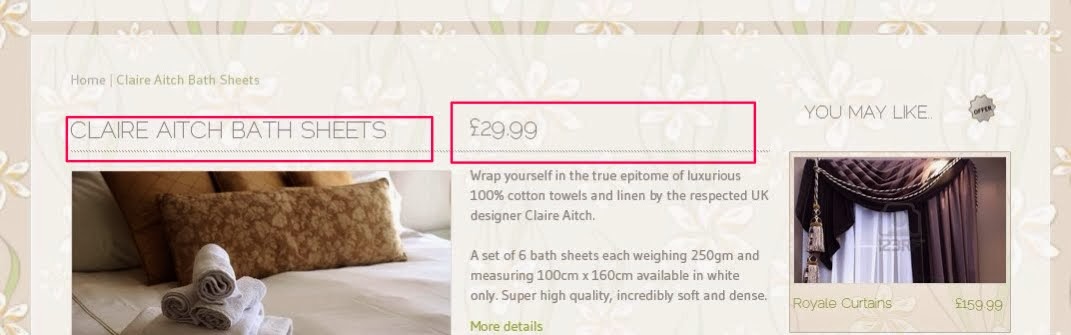 Home | Claire Aitch Bath Sheets
CLAIRE AITCH BATH SHEETS
£29.99
Wrap yourself in the true epitome of luxurious
100% cotton towels and linen by the respected UK
designer Claire Aitch.
A set of 6 bath sheets each weighing 250gm and
measuring 100cm x 160cm available in white
only. Super high quality, incredibly soft and dense.
More details
YOU MAY LIKE..
OFFER
Royale Curtains £159.99